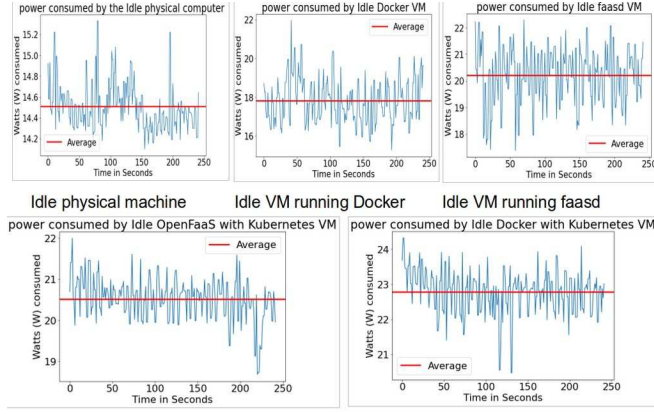 power consumed by the Idle physical computer
Watts (W) consumed
15.2
15.0
14.8
14.6
14.4
14.2
Average
0 50 100 150 200 250
Time in Seconds
power consumed by Idle Docker VM
Watts (W) consumed
22
20
18
16
Average
0 50 100 150 200 250
Time in Seconds
power consumed by Idle faasd VM
Watts (W) consumed
22
21
20
19
18
Average
0 50 100 150 200 250
Time in Seconds
Idle physical machine
Idle VM running Docker
Idle VM running faasd
power consumed by Idle OpenFaaS with Kubernetes VM
Watts (W) consumed
22
21
20
19
Average
0 50 100 150 200 250
Time in Seconds
power consumed by Idle Docker with Kubernetes VM
Watts (W) consumed
24
23
22
21
Average
0 50 100 150 200 250
Time in Seconds